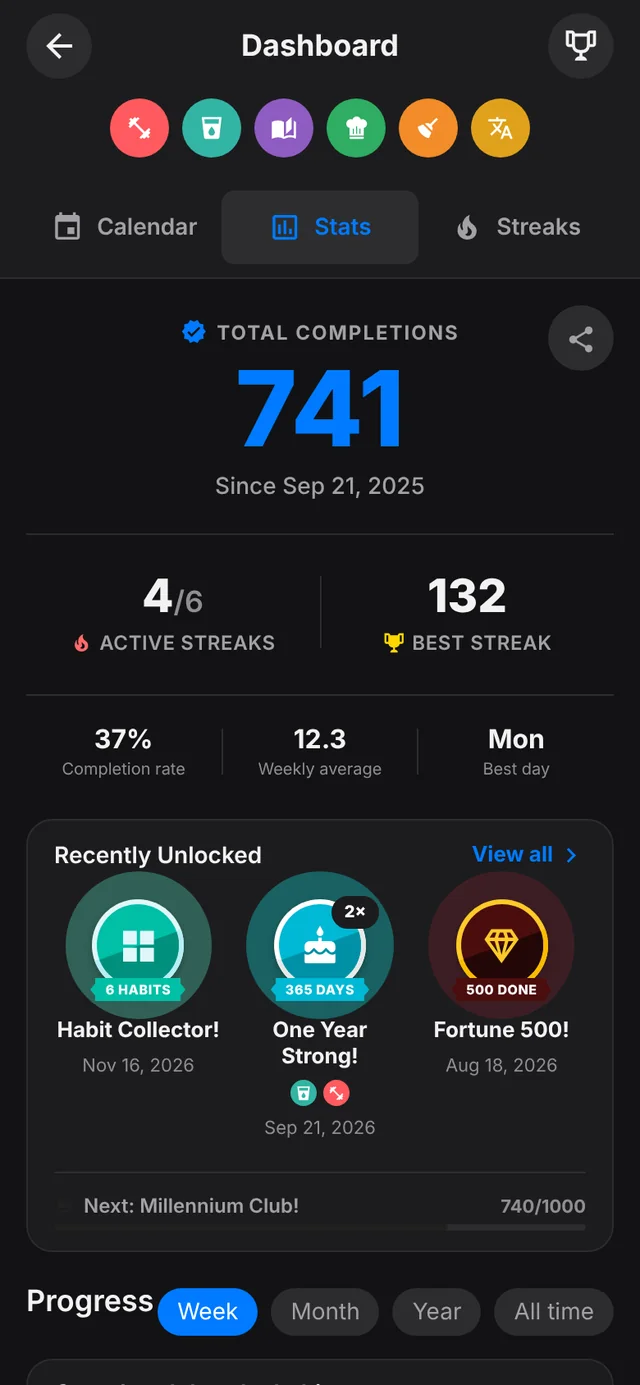 Dashboard
Calendar
Stats
Streaks
TOTAL COMPLETIONS
741
Since Sep 21, 2025
4/6
ACTIVE STREAKS
132
BEST STREAK
37%
Completion rate
12.3
Weekly average
Mon
Best day
Recently Unlocked
View all
6 HABITS
Habit Collector!
Nov 16, 2026
2×
365 DAYS
One Year
Strong!
Sep 21, 2026
500 DONE
Fortune 500!
Aug 18, 2026
Next: Millennium Club!
740/1000
Progress
Week
Month
Year
All time